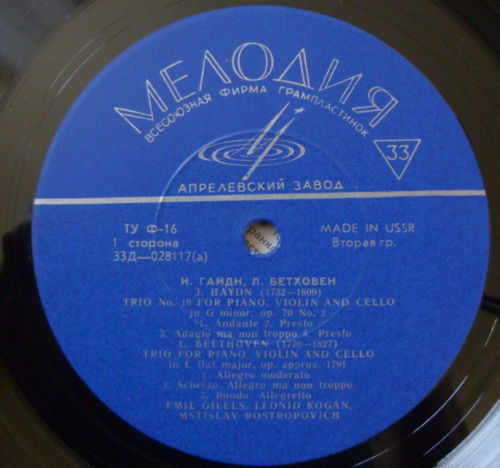 МЕЛОДИЯ
ВСЕСОЮЗНАЯ ФИРМА ГРАМПЛАСТИНОК
33
АПРЕЛЕВСКИЙ ЗАВОД
ТУ Ф-16
1 сторона
33Д—028117(а)
MADE IN USSR
Вторая гр.
И. ГАЙДН, Л. БЕТХОВЕН
J. HAYDN (1732—1809)
TRIO No. 19 FOR PIANO, VIOLIN AND CELLO
in G minor, op. 70 No. 2
1. Andante 2. Presto
3. Adagio ma non troppo 4. Presto
L. BEETHOVEN (1770—1827)
TRIO FOR PIANO, VIOLIN AND CELLO
in E flat major, op. approx. 1791
1. Allegro moderato
2. Scherzo. Allegro ma non troppo
3. Rondo. Allegretto
EMIL GILELS, LEONID KOGAN,
MSTISLAV ROSTROPOVICH